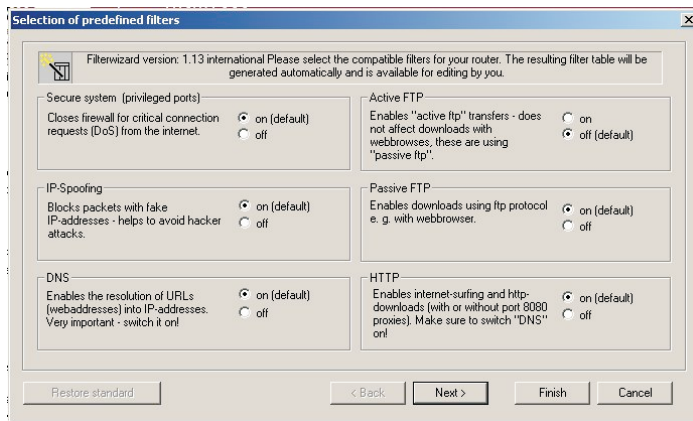 Selection of predefined filters
Filterwizard version: 1.13 international Please select the compatible filters for your router. The resulting filter table will be
generated automatically and is available for editing by you.
Secure system (privileged ports)
Closes firewall for critical connection
requests (DoS) from the internet.
on (default)
off
Active FTP
Enables "active ftp" transfers - does
not affect downloads with
webbrowses, these are using
"passive ftp".
on
off (default)
IP-Spoofing
Blocks packets with fake
IP-addresses - helps to avoid hacker
attacks.
on (default)
off
Passive FTP
Enables downloads using ftp protocol
e. g. with webbrowser.
on (default)
off
DNS
Enables the resolution of URLs
(webaddresses) into IP-addresses.
Very important - switch it on!
on (default)
off
HTTP
Enables internet-surfing and http-
downloads (with or without port 8080
proxies). Make sure to switch "DNS"
on!
on (default)
off
Restore standard
< Back
Next >
Finish
Cancel